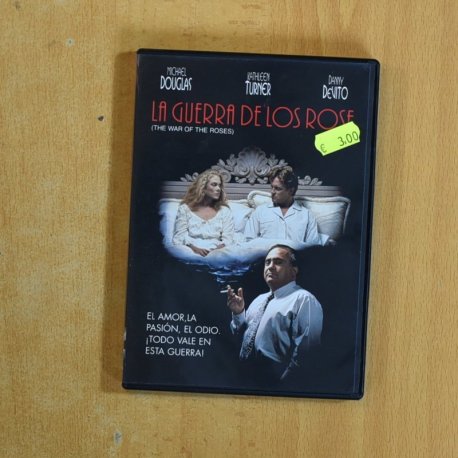 MICHAEL DOUGLAS
KATHLEEN TURNER
DANNY DEVITO
LA GUERRA DE LOS ROSE
(THE WAR OF THE ROSES)
€ 3,00
EL AMOR, LA
PASIÓN, EL ODIO.
¡TODO VALE EN
ESTA GUERRA!